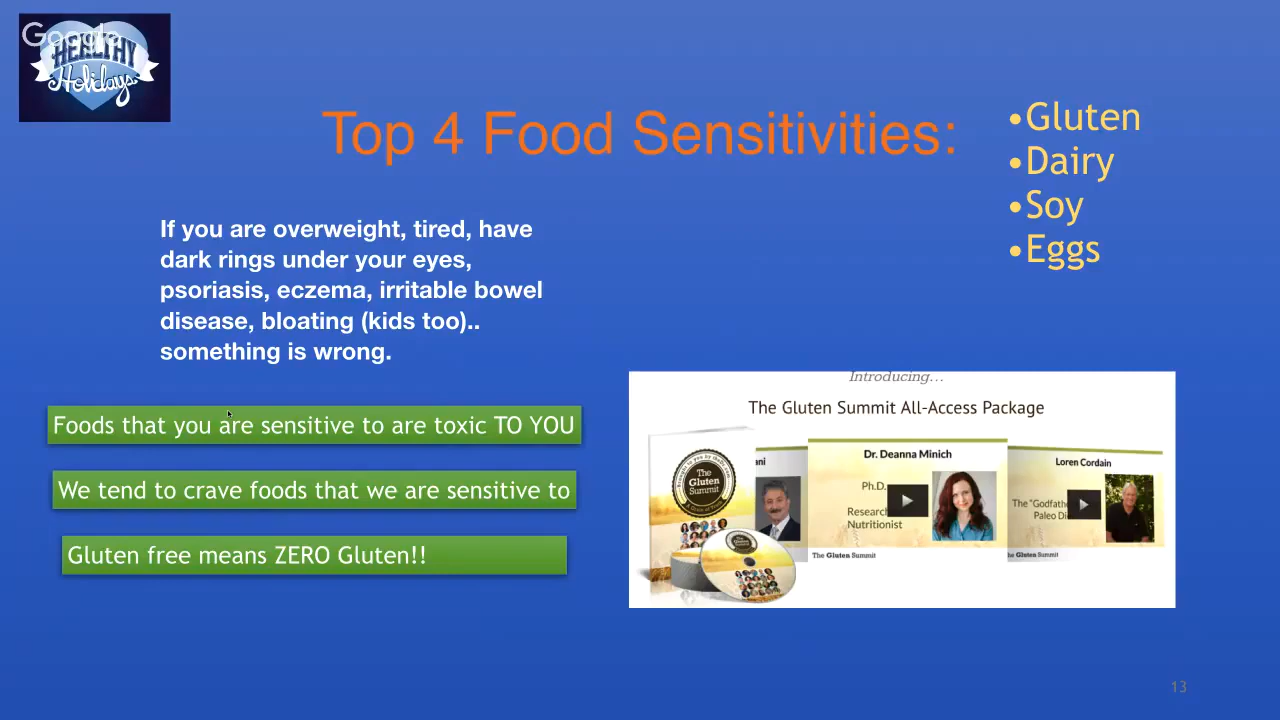 Google
HEALTHY
Holidays
Top 4 Food Sensitivities:
•Gluten
•Dairy
•Soy
•Eggs
If you are overweight, tired, have
dark rings under your eyes,
psoriasis, eczema, irritable bowel
disease, bloating (kids too)..
something is wrong.
Foods that you are sensitive to are toxic TO YOU
We tend to crave foods that we are sensitive to
Gluten free means ZERO Gluten!!
Introducing...
The Gluten Summit All-Access Package
The
Gluten
Summit
ani
Dr. Deanna Minich
Ph.D.
Research
Nutritionist
The Gluten Summit
Loren Cordain
The "Godfath
Paleo Di
he Gluten Summit
13